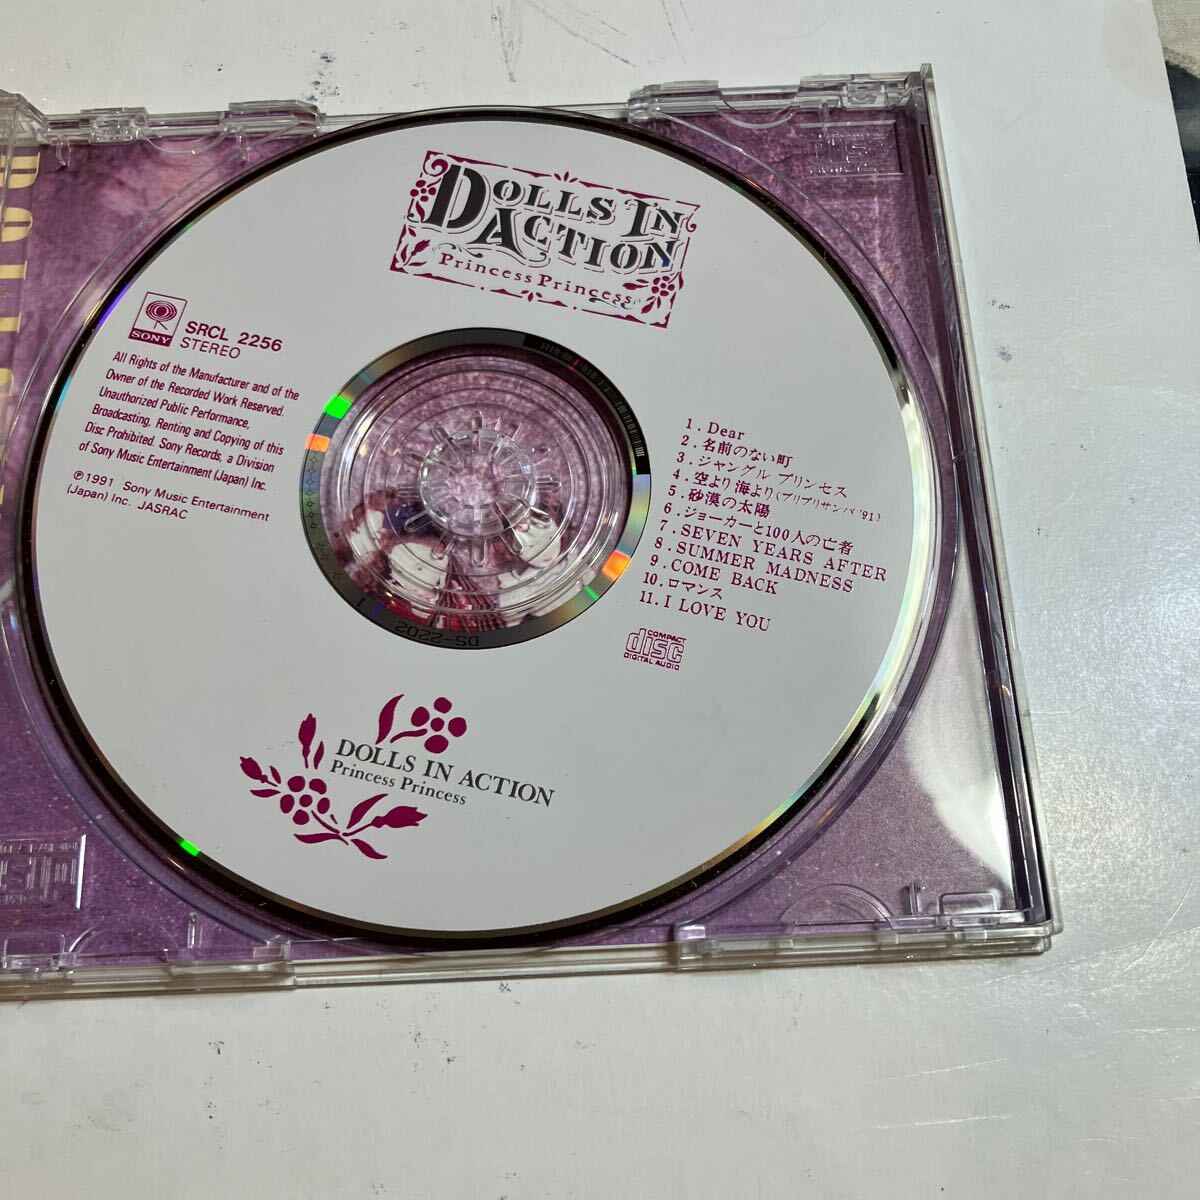 DOLLS IN
ACTION
Princess Princess
SONY
SRCL 2256
STEREO
All Rights of the Manufacturer and of the
Owner of the Recorded Work Reserved.
Unauthorized Public Performance,
Broadcasting, Renting and Copying of this
Disc Prohibited. Sony Records, a Division
of Sony Music Entertainment (Japan) Inc.
℗1991 Sony Music Entertainment
(Japan) Inc. JASRAC
1. Dear
2. 名前のない町
3. ジャングル プリンセス
4. 空より海より(プリプリサンバ'91)
5. 砂漠の太陽
6. ジョーカーと100人の亡者
7. SEVEN YEARS AFTER
8. SUMMER MADNESS
9. COME BACK
10. ロマンス
11. I LOVE YOU
COMPACT
disc
DIGITAL AUDIO
DS-2202
1
DOLLS IN ACTION
Princess Princess